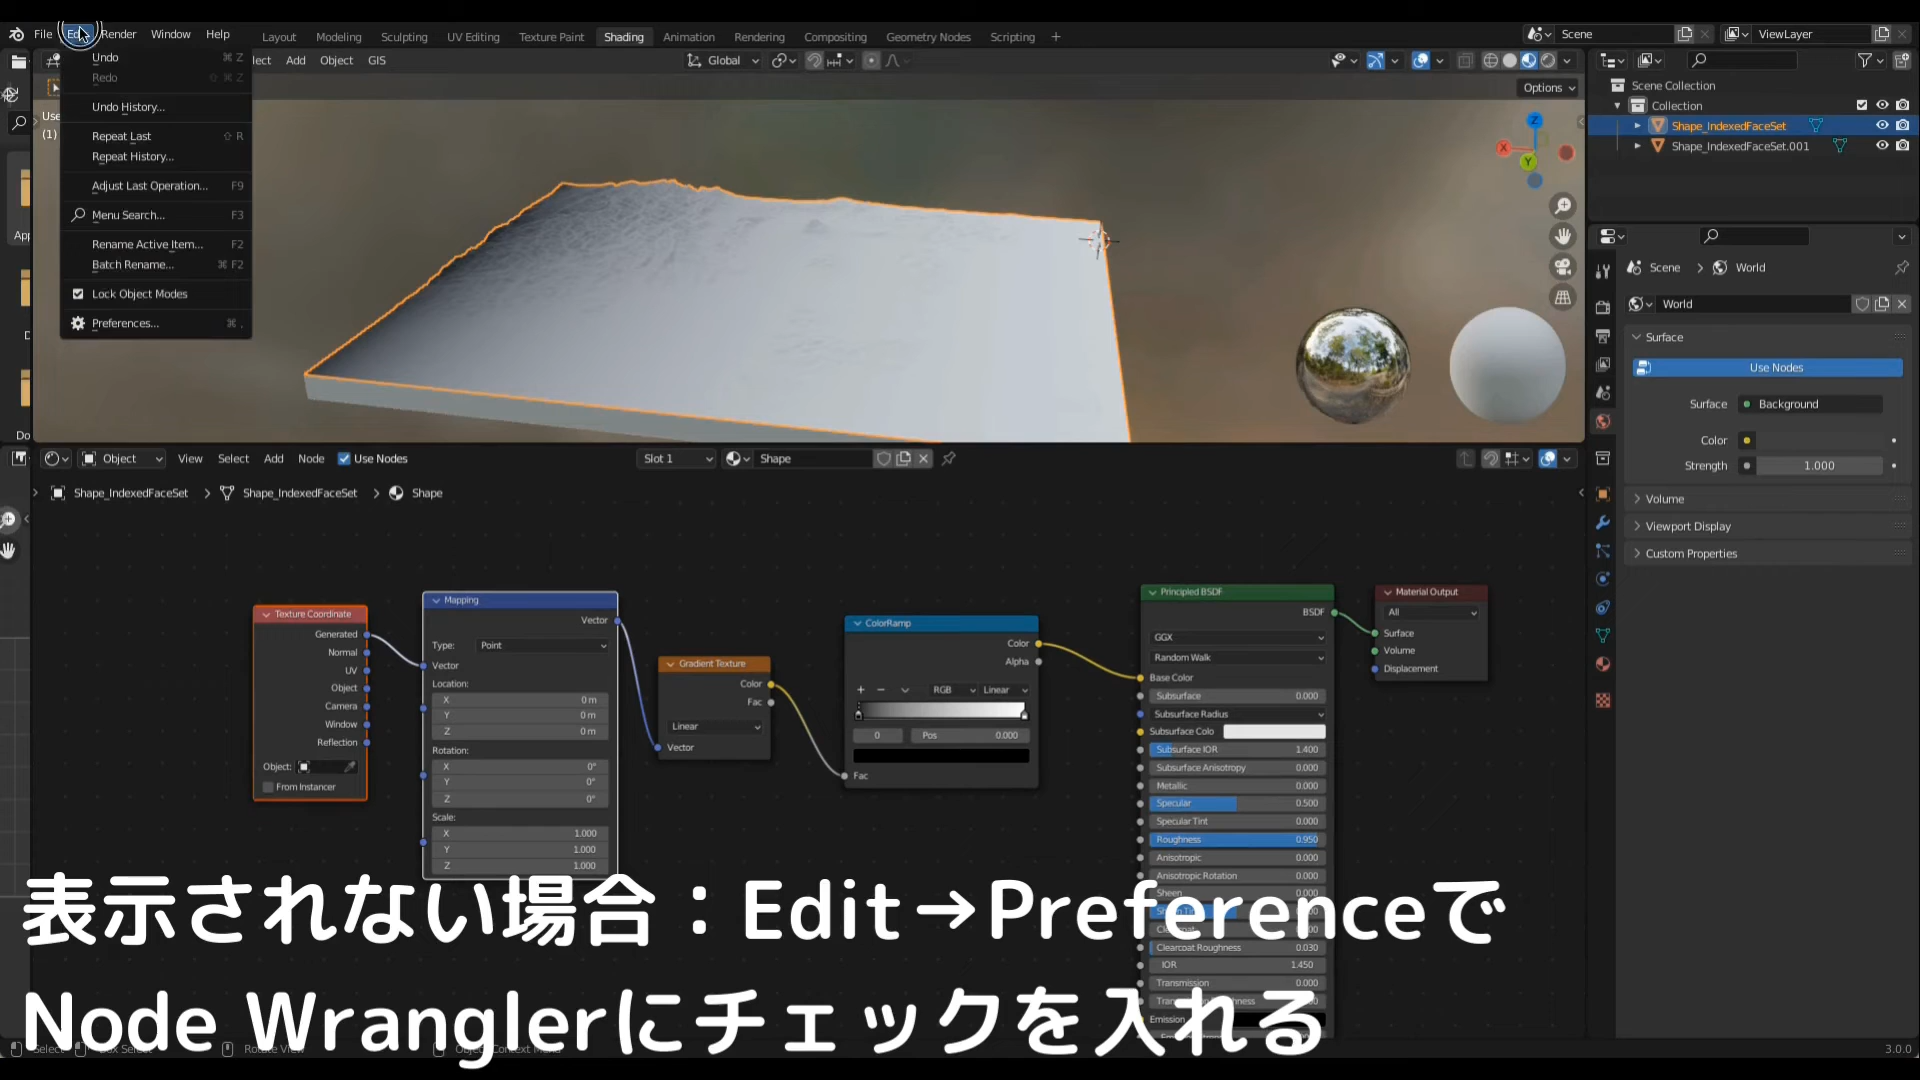 File Edit Render Window Help
Layout Modeling Sculpting UV Editing Texture Paint Shading Animation Rendering Compositing Geometry Nodes Scripting +
Scene
ViewLayer
Undo ⌘ Z
Redo ⇧ ⌘ Z
Undo History...
Repeat Last ⇧ R
Repeat History...
Adjust Last Operation... F9
Menu Search... F3
Rename Active Item... F2
Batch Rename... ⌘ F2
Lock Object Modes
Preferences... ⌘ ,
Add Object GIS
Global
Options
Use
(1)
Z
X
Y
Scene Collection
Collection
Shape_IndexedFaceSet
Shape_IndexedFaceSet.001
Scene > World
World
Surface
Use Nodes
Surface Background
Color
Strength 1.000
Volume
Viewport Display
Custom Properties
Object View Select Add Node Use Nodes
Slot 1 Shape
Shape_IndexedFaceSet > Shape_IndexedFaceSet > Shape
Texture Coordinate
Generated
Normal
UV
Object
Camera
Window
Reflection
Object:
From Instancer
Mapping
Vector
Type: Point
Vector
Location:
X 0 m
Y 0 m
Z 0 m
Rotation:
X 0°
Y 0°
Z 0°
Scale:
X 1.000
Y 1.000
Z 1.000
Gradient Texture
Color
Fac
Linear
Vector
ColorRamp
Color
Alpha
+ − RGB Linear
0 Pos 0.000
Fac
Principled BSDF
BSDF
GGX
Random Walk
Base Color
Subsurface 0.000
Subsurface Radius
Subsurface Colo
Subsurface IOR 1.400
Subsurface Anisotropy 0.000
Metallic 0.000
Specular 0.500
Specular Tint 0.000
Roughness 0.950
Anisotropic 0.000
Anisotropic Rotation 0.000
Sheen 0.000
Clearcoat Roughness 0.030
IOR 1.450
Transmission 0.000
Emission
Material Output
All
Surface
Volume
Displacement
表示されない場合：Edit→Preferenceで
Node Wranglerにチェックを入れる
3.0.0